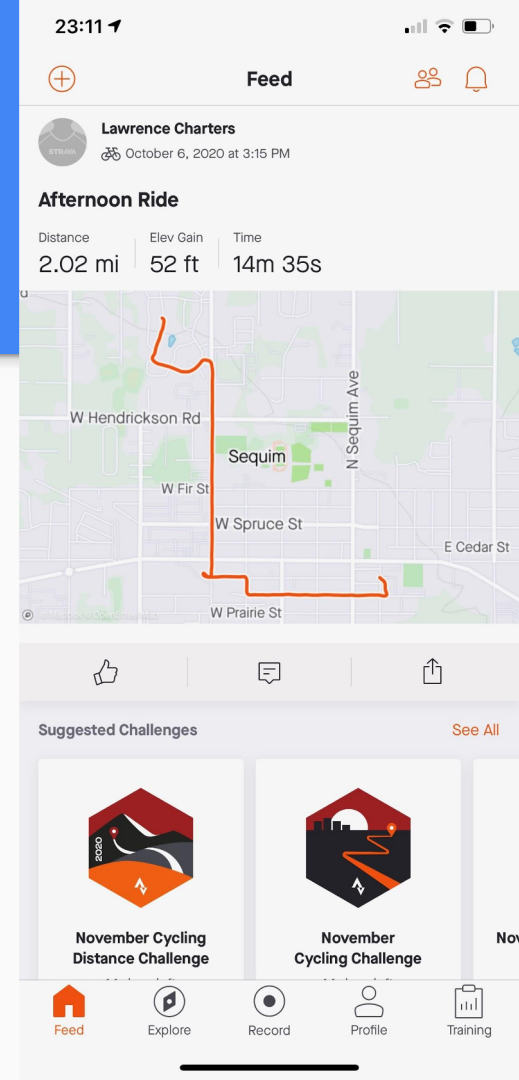 23:11
Feed
STRAVA
Lawrence Charters
October 6, 2020 at 3:15 PM
Afternoon Ride
Distance
Elev Gain
Time
2.02 mi
52 ft
14m 35s
W Hendrickson Rd
N Sequim Ave
Sequim
W Fir St
W Spruce St
E Cedar St
W Prairie St
Suggested Challenges
See All
2020
November Cycling
Distance Challenge
November
Cycling Challenge
Nov
Feed
Explore
Record
Profile
Training